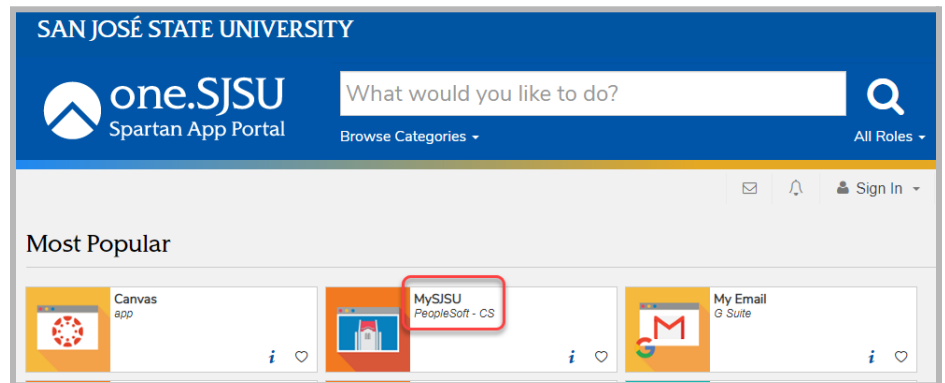 SAN JOSÉ STATE UNIVERSITY
one.SJSU
Spartan App Portal
What would you like to do?
Browse Categories
All Roles
Sign In
Most Popular
Canvas
app
i
MySJSU
PeopleSoft - CS
i
My Email
G Suite
i